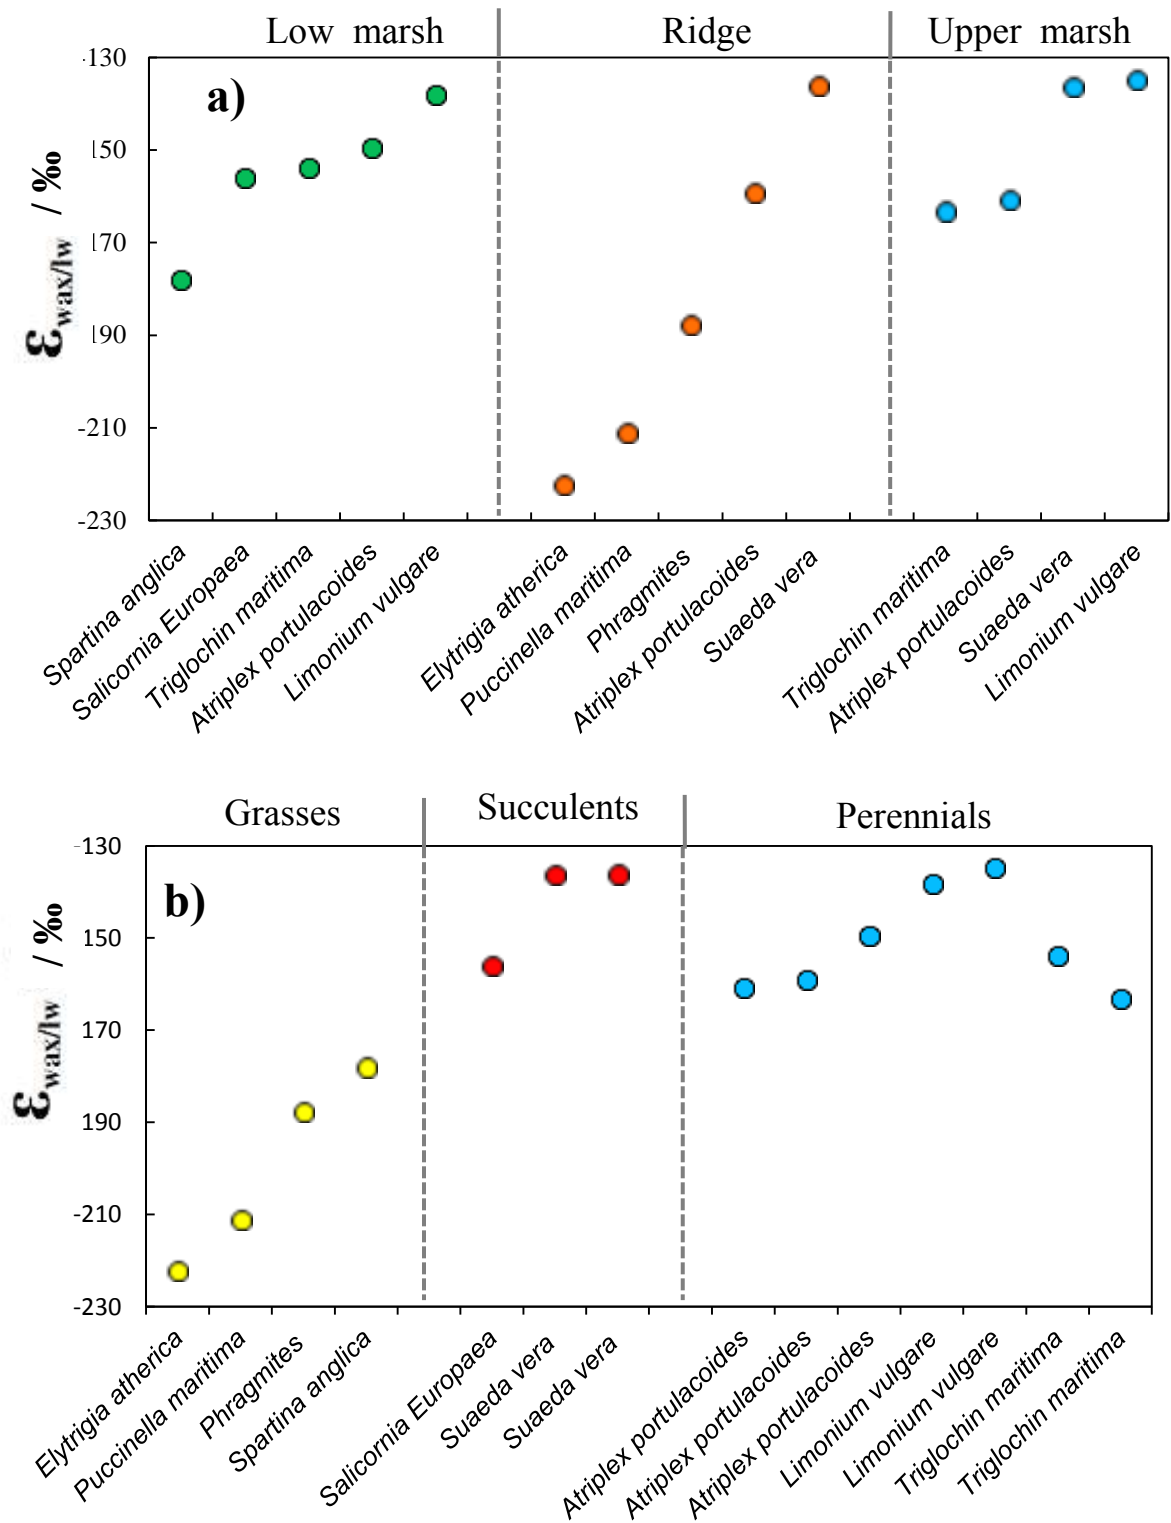 Low marsh
Ridge
Upper marsh
a)
-130
150
170
190
-210
-230
εwax/lw / ‰
Spartina anglica
Salicornia Europaea
Triglochin maritima
Atriplex portulacoides
Limonium vulgare
Elytrigia atherica
Puccinella maritima
Phragmites
Atriplex portulacoides
Suaeda vera
Triglochin maritima
Atriplex portulacoides
Suaeda vera
Limonium vulgare
Grasses
Succulents
Perennials
b)
-130
150
170
190
-210
-230
εwax/lw / ‰
Elytrigia atherica
Puccinella maritima
Phragmites
Spartina anglica
Salicornia Europaea
Suaeda vera
Suaeda vera
Atriplex portulacoides
Atriplex portulacoides
Atriplex portulacoides
Limonium vulgare
Limonium vulgare
Triglochin maritima
Triglochin maritima